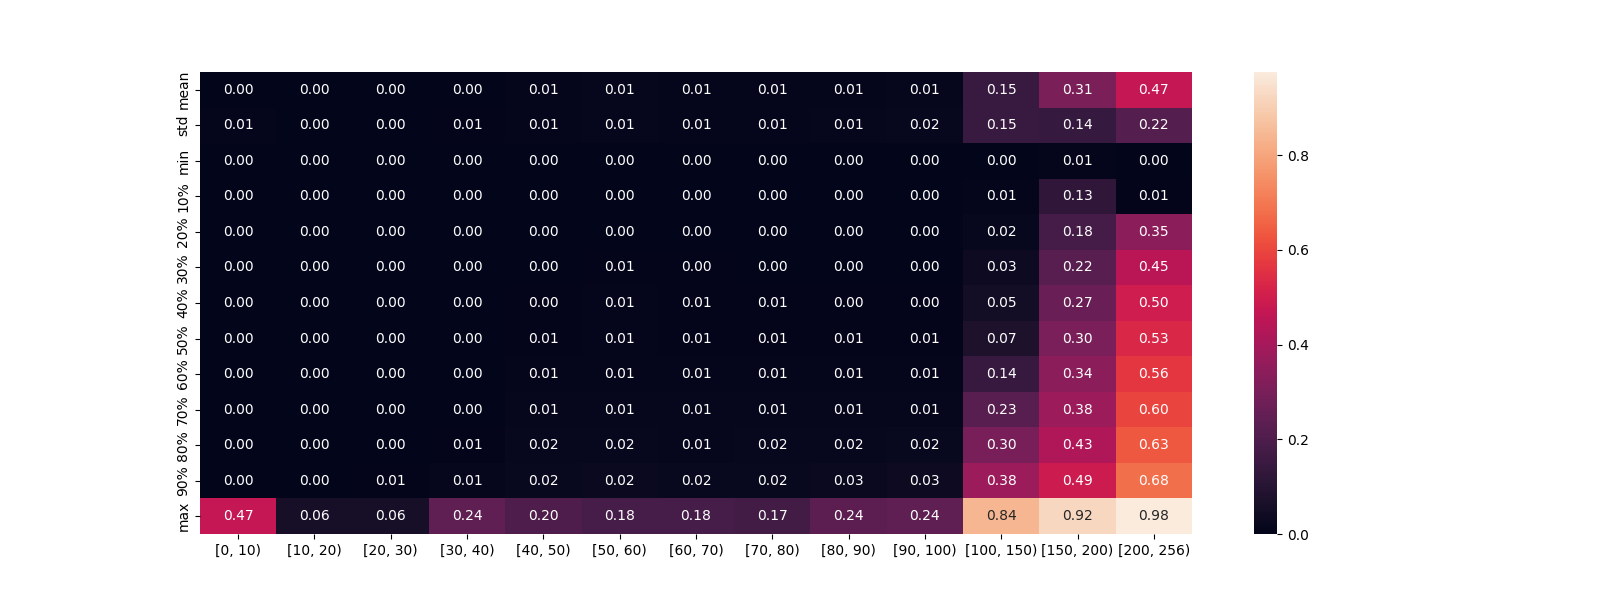 mean 0.00 0.00 0.00 0.00 0.01 0.01 0.01 0.01 0.01 0.01 0.15 0.31 0.47
std 0.01 0.00 0.00 0.01 0.01 0.01 0.01 0.01 0.01 0.02 0.15 0.14 0.22
min 0.00 0.00 0.00 0.00 0.00 0.00 0.00 0.00 0.00 0.00 0.00 0.01 0.00
10% 0.00 0.00 0.00 0.00 0.00 0.00 0.00 0.00 0.00 0.00 0.01 0.13 0.01
20% 0.00 0.00 0.00 0.00 0.00 0.00 0.00 0.00 0.00 0.00 0.02 0.18 0.35
30% 0.00 0.00 0.00 0.00 0.00 0.01 0.00 0.00 0.00 0.00 0.03 0.22 0.45
40% 0.00 0.00 0.00 0.00 0.00 0.01 0.01 0.01 0.00 0.00 0.05 0.27 0.50
50% 0.00 0.00 0.00 0.00 0.01 0.01 0.01 0.01 0.01 0.01 0.07 0.30 0.53
60% 0.00 0.00 0.00 0.00 0.01 0.01 0.01 0.01 0.01 0.01 0.14 0.34 0.56
70% 0.00 0.00 0.00 0.00 0.01 0.01 0.01 0.01 0.01 0.01 0.23 0.38 0.60
80% 0.00 0.00 0.00 0.01 0.02 0.02 0.01 0.02 0.02 0.02 0.30 0.43 0.63
90% 0.00 0.00 0.01 0.01 0.02 0.02 0.02 0.02 0.03 0.03 0.38 0.49 0.68
max 0.47 0.06 0.06 0.24 0.20 0.18 0.18 0.17 0.24 0.24 0.84 0.92 0.98
[0, 10) [10, 20) [20, 30) [30, 40) [40, 50) [50, 60) [60, 70) [70, 80) [80, 90) [90, 100) [100, 150) [150, 200) [200, 256)
0.8
0.6
0.4
0.2
0.0